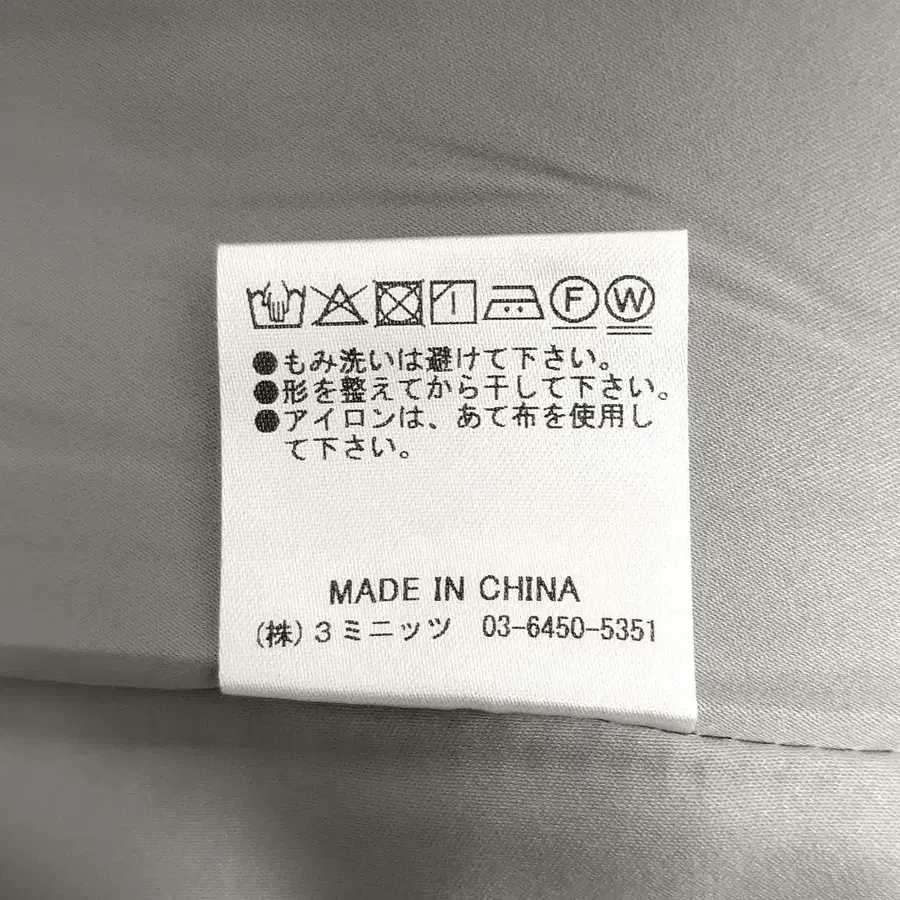 F W
●もみ洗いは避けて下さい。
●形を整えてから干して下さい。
●アイロンは、あて布を使用し
て下さい。
MADE IN CHINA
(株)3ミニッツ 03-6450-5351